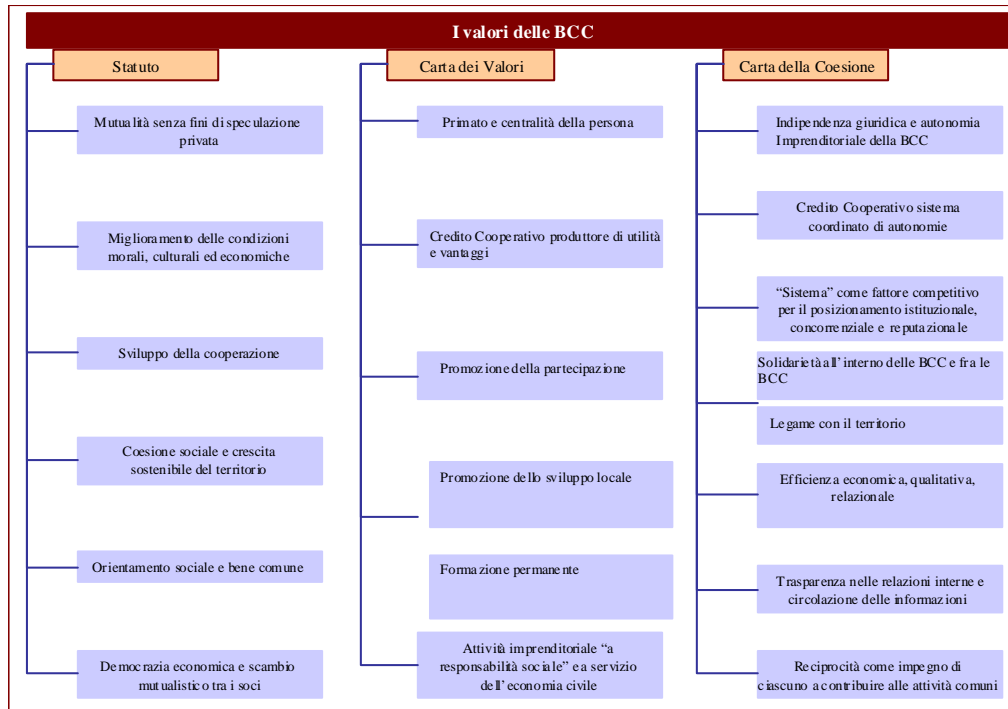 I valori delle BCC
Statuto
Mutualità senza fini di speculazione
privata
Miglioramento delle condizioni
morali, culturali ed economiche
Sviluppo della cooperazione
Coesione sociale e crescita
sostenibile del territorio
Orientamento sociale e bene comune
Democrazia economica e scambio
mutualistico tra i soci
Carta dei Valori
Primato e centralità della persona
Credito Cooperativo produttore di utilità
e vantaggi
Promozione della partecipazione
Promozione dello sviluppo locale
Formazione permanente
Attività imprenditoriale “a
responsabilità sociale” e a servizio
dell’economia civile
Carta della Coesione
Indipendenza giuridica e autonomia
Imprenditoriale della BCC
Credito Cooperativo sistema
coordinato di autonomie
“Sistema” come fattore competitivo
per il posizionamento istituzionale,
concorrenziale e reputazionale
Solidarietà all’interno delle BCC e fra le
BCC
Legame con il territorio
Efficienza economica, qualitativa,
relazionale
Trasparenza nelle relazioni interne e
circolazione delle informazioni
Reciprocità come impegno di
ciascuno a contribuire alle attività comuni